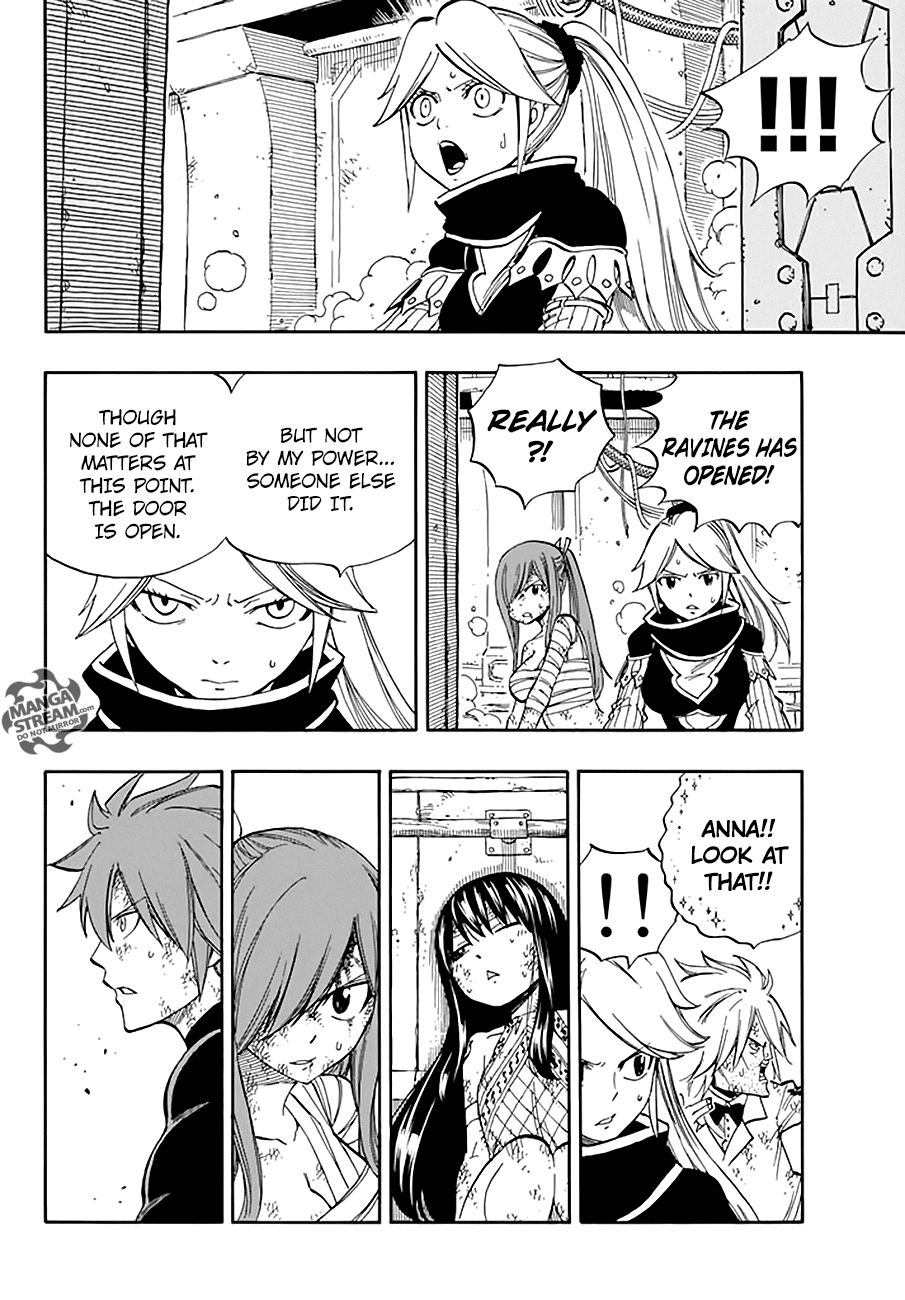 !!!
THE
RAVINES HAS
OPENED!
REALLY
?!
BUT NOT
BY MY POWER...
SOMEONE ELSE
DID IT.
THOUGH
NONE OF THAT
MATTERS AT
THIS POINT.
THE DOOR
IS OPEN.
MANGA
STREAM.com
DO NOT MIRROR
ANNA!!
LOOK AT
THAT!!
!!